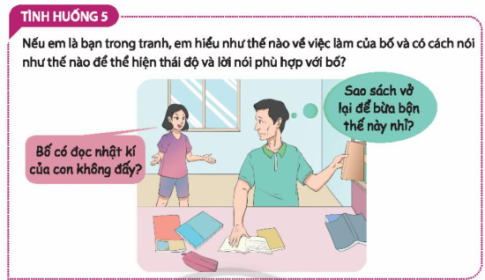 TÌNH HUỐNG 5
Nếu em là bạn trong tranh, em hiểu như thế nào về việc làm của bố và có cách nói
như thế nào để thể hiện thái độ và lời nói phù hợp với bố?
Sao sách vở
lại để bừa bộn
thế này nhỉ?
Bố có đọc nhật kí
của con không đấy?